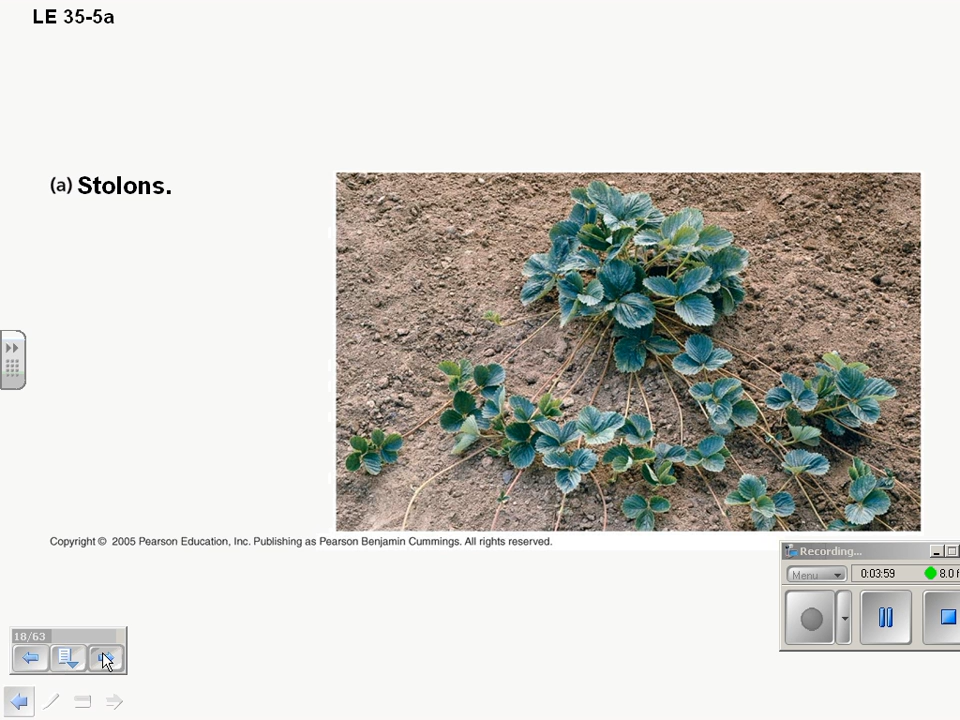 LE 35-5a
(a) Stolons.
Copyright © 2005 Pearson Education, Inc. Publishing as Pearson Benjamin Cummings. All rights reserved.
Recording...
Menu
0:03:59
8.0 f
18/63